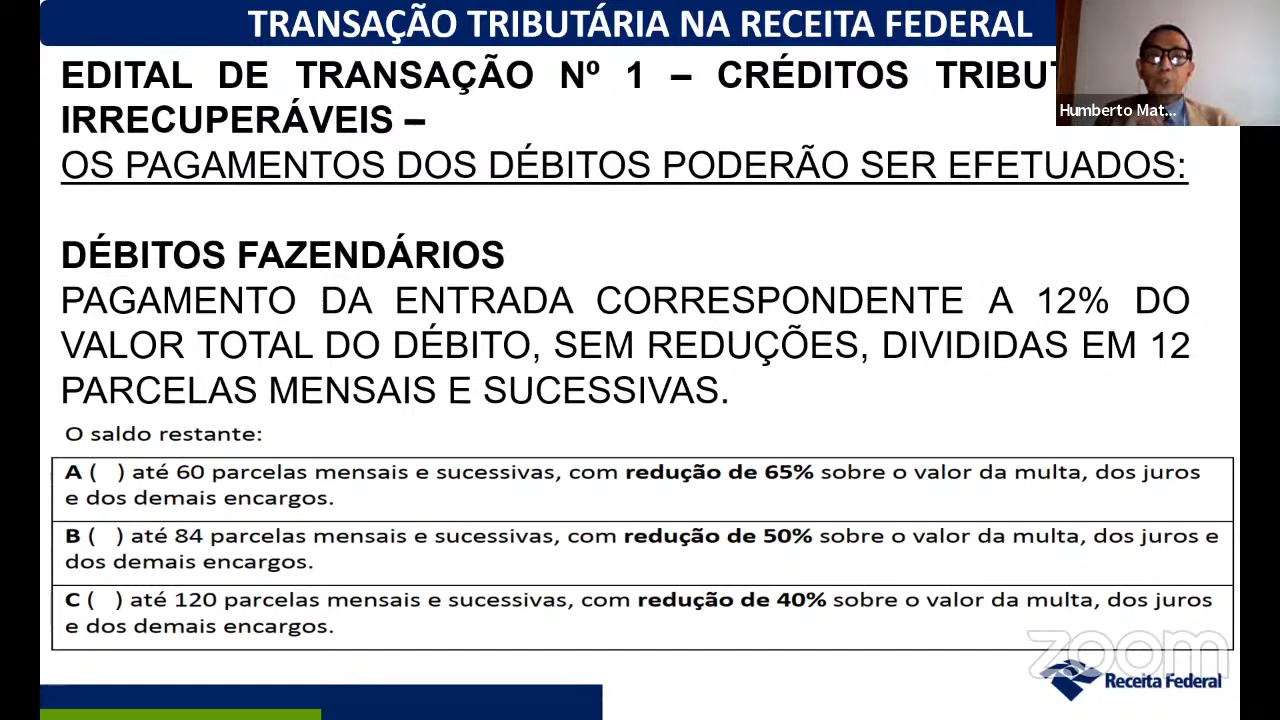 TRANSAÇÃO TRIBUTÁRIA NA RECEITA FEDERAL
EDITAL DE TRANSAÇÃO Nº 1 – CRÉDITOS
IRRECUPERÁVEIS –
OS PAGAMENTOS DOS DÉBITOS PODERÃO SER EFETUADOS:
Humberto Mat...
DÉBITOS FAZENDÁRIOS
PAGAMENTO DA ENTRADA CORRESPONDENTE A 12% DO
VALOR TOTAL DO DÉBITO, SEM REDUÇÕES, DIVIDIDAS EM 12
PARCELAS MENSAIS E SUCESSIVAS.
O saldo restante:
A ( ) até 60 parcelas mensais e sucessivas, com redução de 65% sobre o valor da multa, dos juros
e dos demais encargos.
B ( ) até 84 parcelas mensais e sucessivas, com redução de 50% sobre o valor da multa, dos juros e
dos demais encargos.
C ( ) até 120 parcelas mensais e sucessivas, com redução de 40% sobre o valor da multa, dos juros
e dos demais encargos.
zoom
Receita Federal